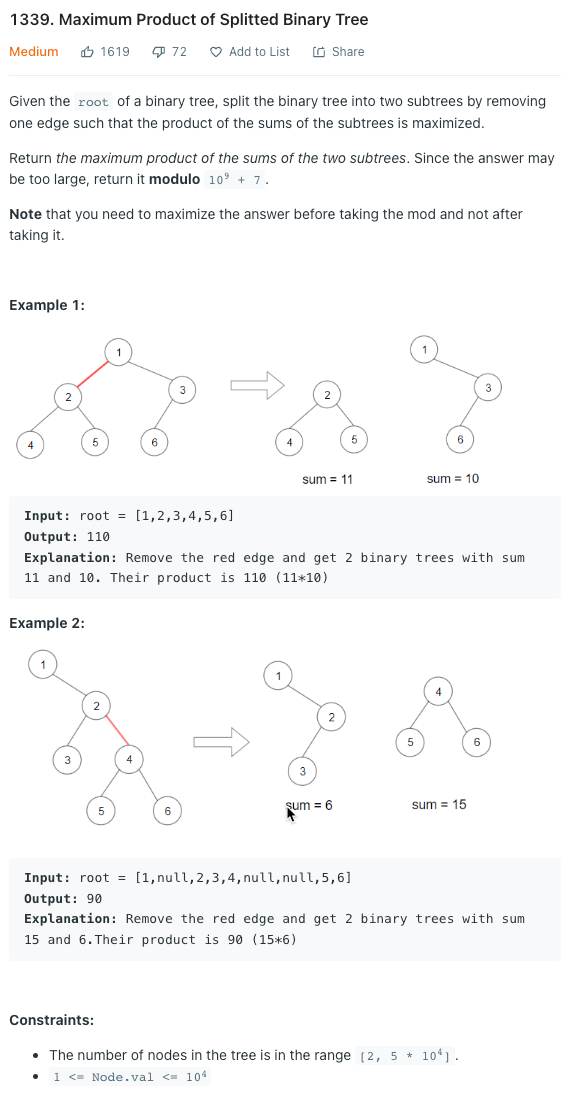 1339. Maximum Product of Splitted Binary Tree
Medium 1619 72 Add to List Share
Given the root of a binary tree, split the binary tree into two subtrees by removing
one edge such that the product of the sums of the subtrees is maximized.
Return the maximum product of the sums of the two subtrees. Since the answer may
be too large, return it modulo 10⁹ + 7.
Note that you need to maximize the answer before taking the mod and not after
taking it.
Example 1:
1
2
3
4
5
6
2
4
5
sum = 11
1
3
6
sum = 10
Input: root = [1,2,3,4,5,6]
Output: 110
Explanation: Remove the red edge and get 2 binary trees with sum
11 and 10. Their product is 110 (11*10)
Example 2:
1
2
3
4
5
6
1
2
3
sum = 6
4
5
6
sum = 15
Input: root = [1,null,2,3,4,null,null,5,6]
Output: 90
Explanation: Remove the red edge and get 2 binary trees with sum
15 and 6.Their product is 90 (15*6)
Constraints:
• The number of nodes in the tree is in the range [2, 5 * 10⁴].
• 1 <= Node.val <= 10⁴